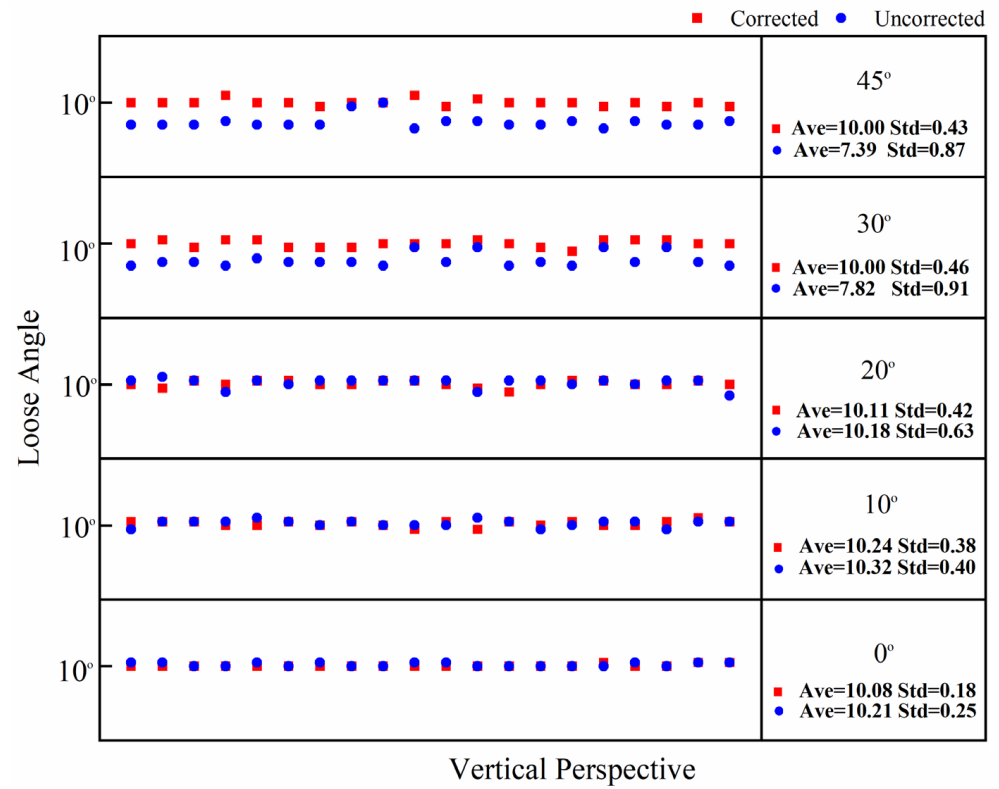 Corrected Uncorrected
45°
10°
Ave=10.00 Std=0.43
Ave=7.39 Std=0.87
30°
10°
Ave=10.00 Std=0.46
Ave=7.82 Std=0.91
20°
10°
Ave=10.11 Std=0.42
Ave=10.18 Std=0.63
10°
10°
Ave=10.24 Std=0.38
Ave=10.32 Std=0.40
0°
10°
Ave=10.08 Std=0.18
Ave=10.21 Std=0.25
Loose Angle
Vertical Perspective